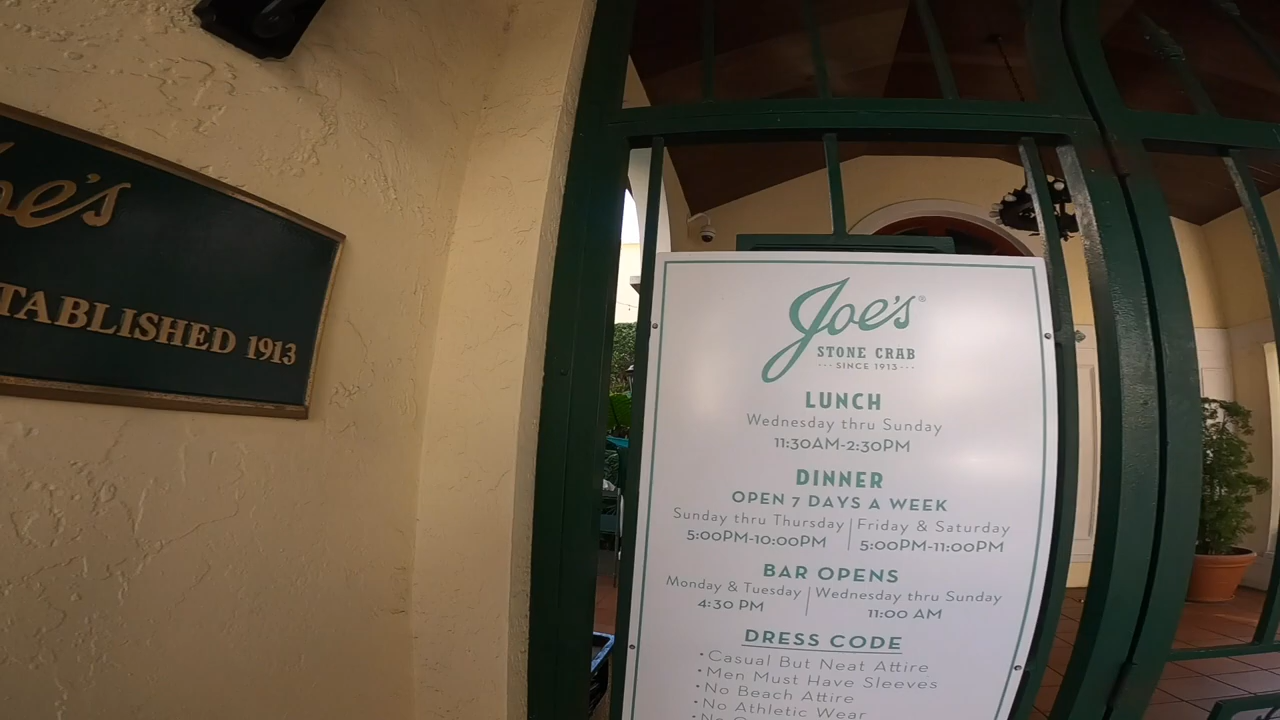 Joe's
ESTABLISHED 1913
Joe's®
STONE CRAB
···SINCE 1913···
LUNCH
Wednesday thru Sunday
11:30AM-2:30PM
DINNER
OPEN 7 DAYS A WEEK
Sunday thru Thursday | Friday & Saturday
5:00PM-10:00PM | 5:00PM-11:00PM
BAR OPENS
Monday & Tuesday | Wednesday thru Sunday
4:30 PM | 11:00 AM
DRESS CODE
• Casual But Neat Attire
• Men Must Have Sleeves
• No Beach Attire
• No Athletic Wear
• No